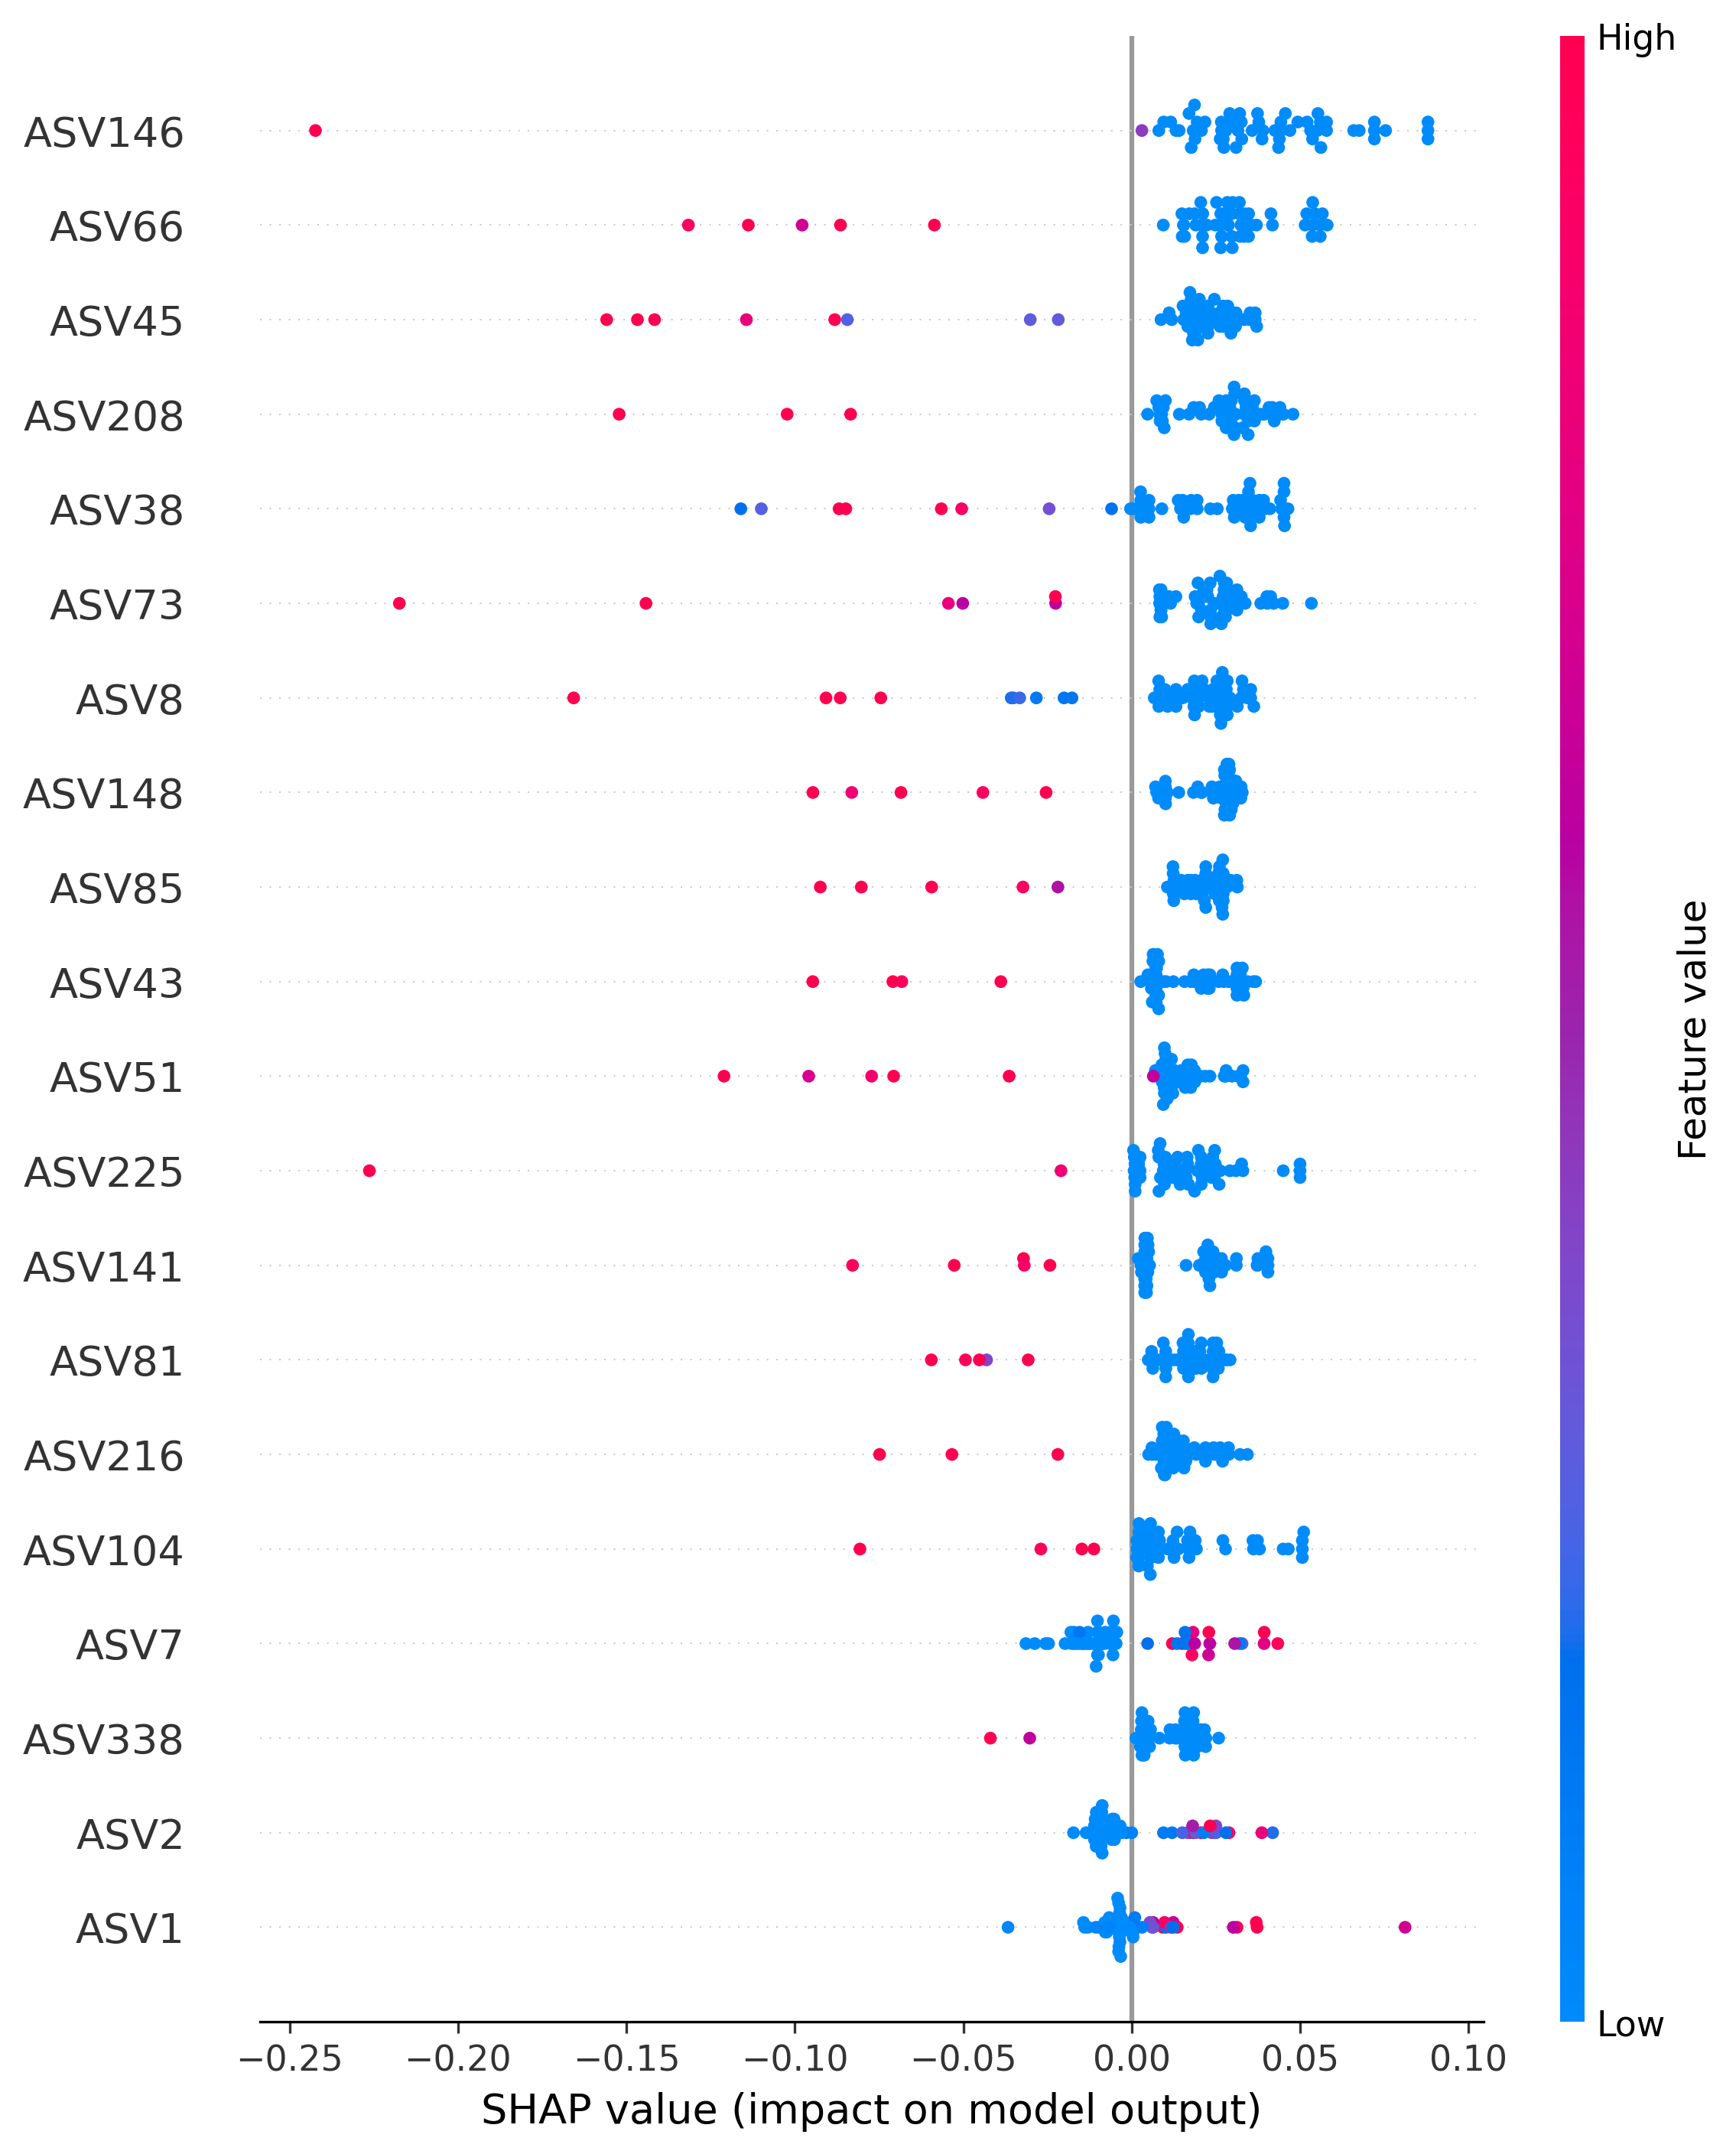 High
ASV146
ASV66
ASV45
ASV208
ASV38
ASV73
ASV8
ASV148
ASV85
ASV43
ASV51
ASV225
ASV141
ASV81
ASV216
ASV104
ASV7
ASV338
ASV2
ASV1
Feature value
Low
−0.25 −0.20 −0.15 −0.10 −0.05 0.00 0.05 0.10
SHAP value (impact on model output)